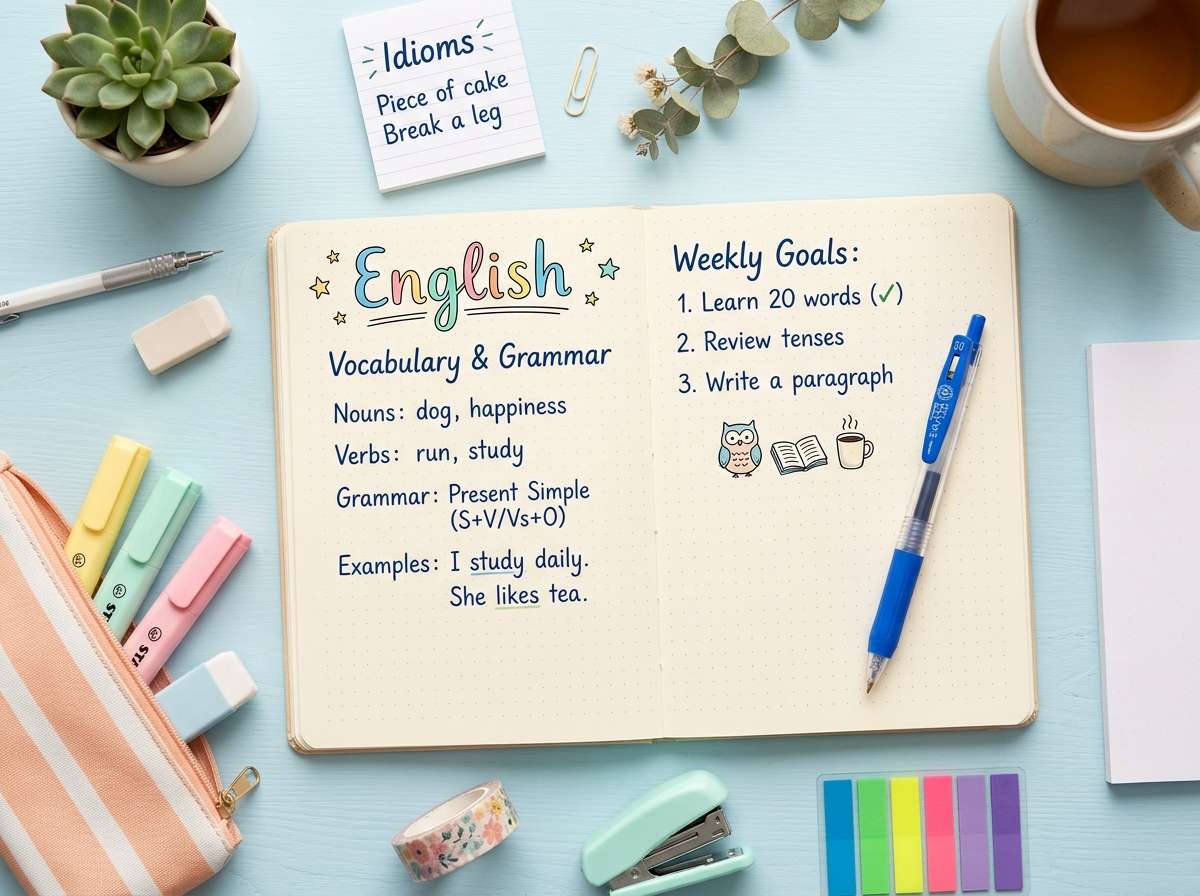 Idioms
Piece of cake
Break a leg
English
Vocabulary & Grammar
Nouns: dog, happiness
Verbs: run, study
Grammar: Present Simple
(S+V/Vs+O)
Examples: I study daily.
She likes tea.
Weekly Goals:
1. Learn 20 words (✓)
2. Review tenses
3. Write a paragraph